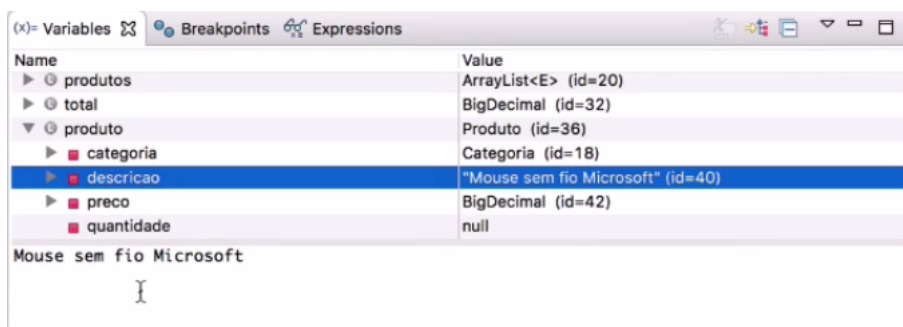 (x)= Variables Breakpoints Expressions
Name Value
produtos ArrayList<E> (id=20)
total BigDecimal (id=32)
produto Produto (id=36)
categoria Categoria (id=18)
descricao "Mouse sem fio Microsoft" (id=40)
preco BigDecimal (id=42)
quantidade null
Mouse sem fio Microsoft